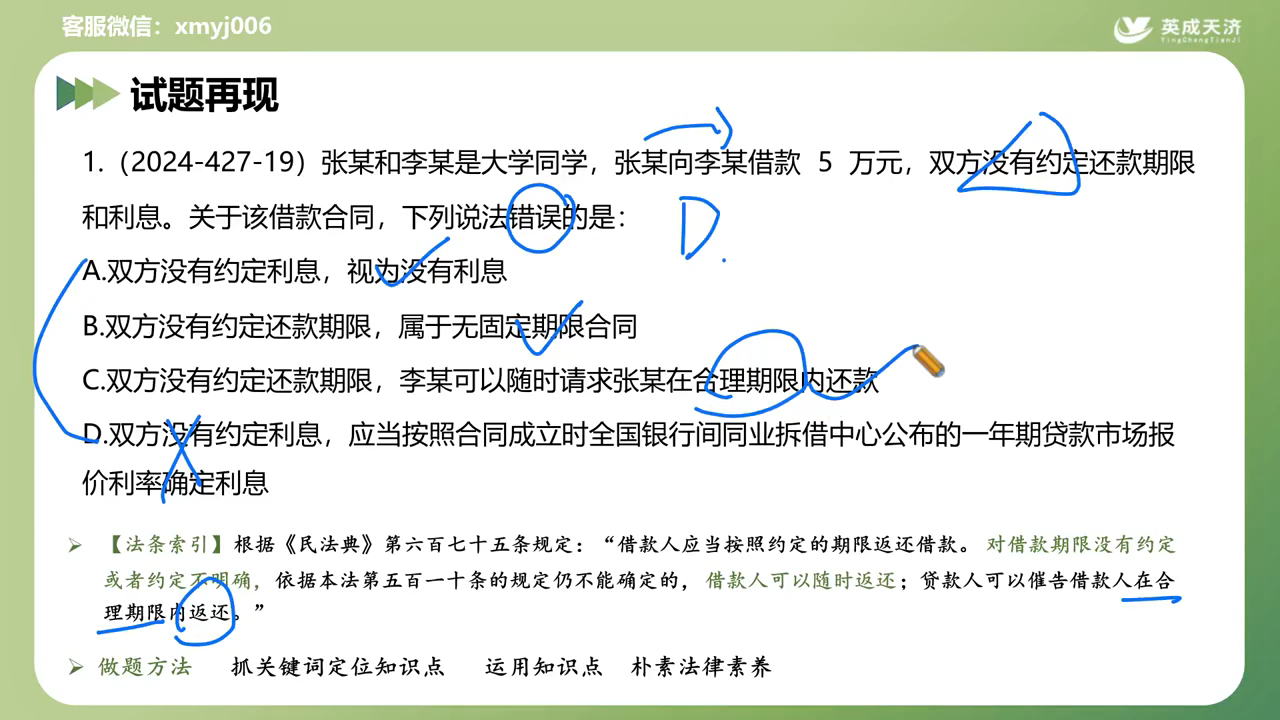 客服微信：xmyj006
英成天济
YingChengTianJi
试题再现
1.（2024-427-19）张某和李某是大学同学，张某向李某借款 5 万元，双方没有约定还款期限
和利息。关于该借款合同，下列说法错误的是：
D.
A.双方没有约定利息，视为没有利息
B.双方没有约定还款期限，属于无固定期限合同
C.双方没有约定还款期限，李某可以随时请求张某在合理期限内还款
D.双方没有约定利息，应当按照合同成立时全国银行间同业拆借中心公布的一年期贷款市场报
价利率确定利息
【法条索引】根据《民法典》第六百七十五条规定：“借款人应当按照约定的期限返还借款。对借款期限没有约定
或者约定不明确，依据本法第五百一十条的规定仍不能确定的，借款人可以随时返还；贷款人可以催告借款人在合
理期限内返还。”
做题方法 抓关键词定位知识点 运用知识点 朴素法律素养